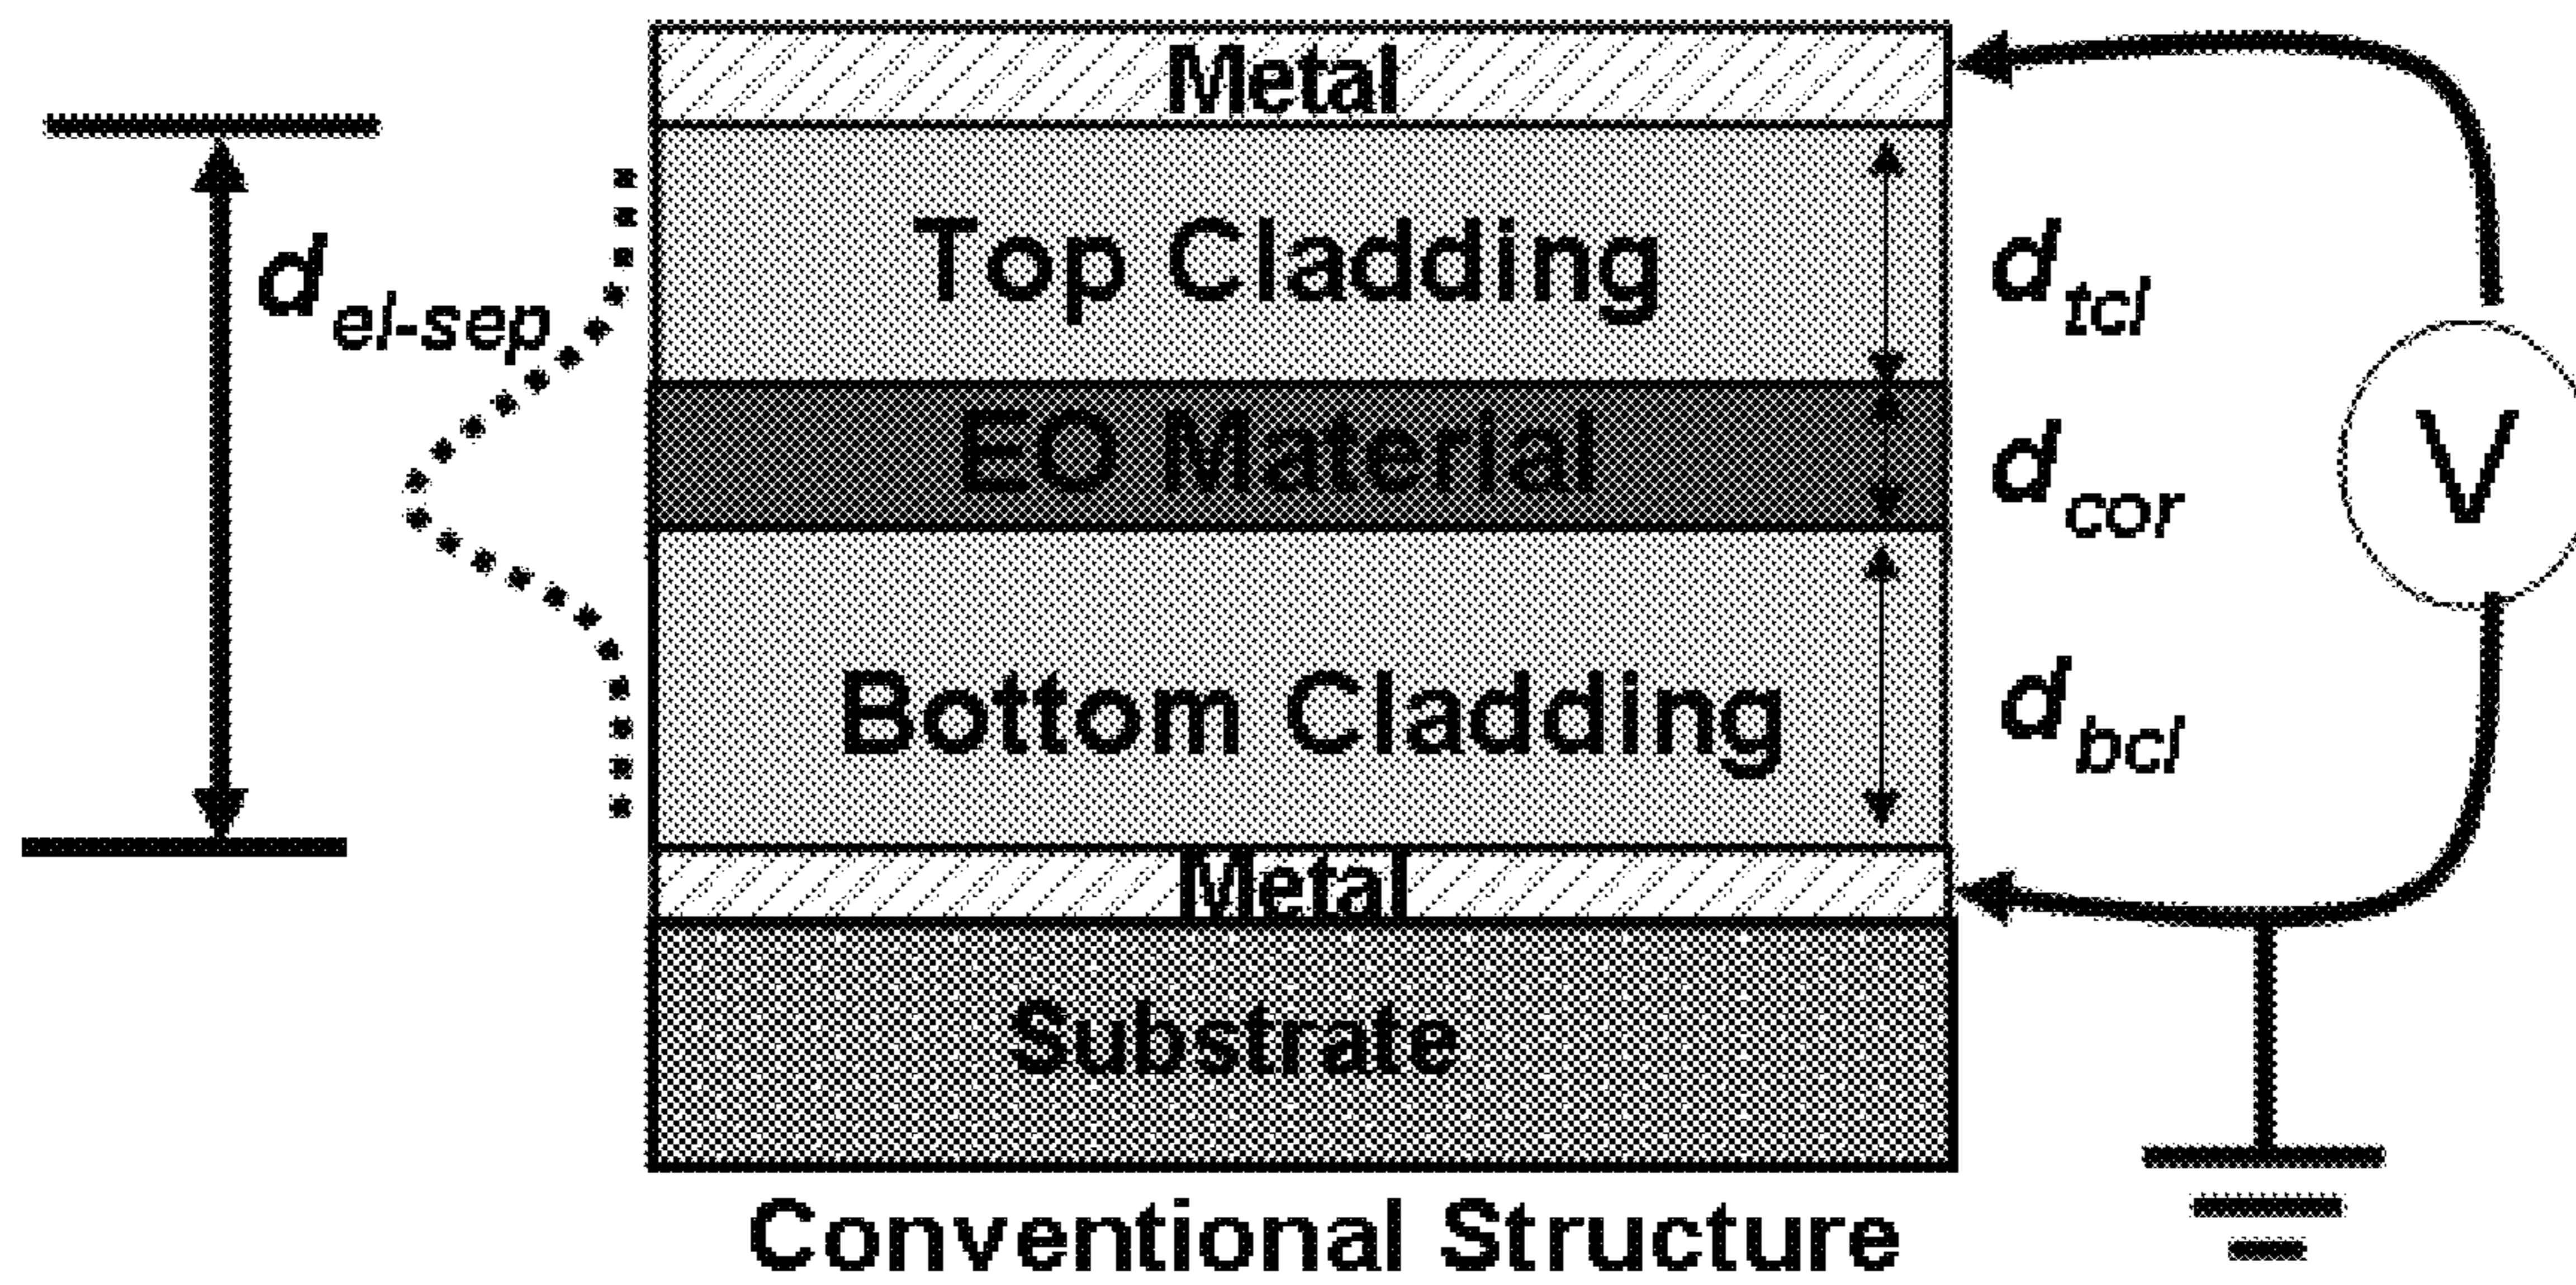 Metal
Top Cladding
d el-sep
d tcl
EO Material
d cor
V
Bottom Cladding
d bcl
Metal
Substrate
Conventional Structure